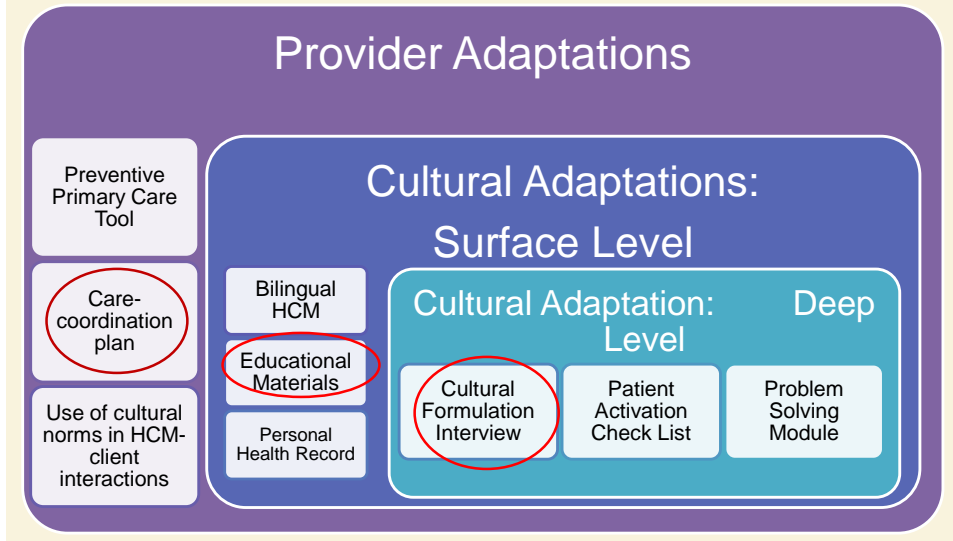 Provider Adaptations
Preventive
Primary Care
Tool
Care-
coordination
plan
Use of cultural
norms in HCM-
client
interactions
Cultural Adaptations:
Surface Level
Bilingual
HCM
Educational
Materials
Personal
Health Record
Cultural Adaptation: Deep
Level
Cultural
Formulation
Interview
Patient
Activation
Check List
Problem
Solving
Module